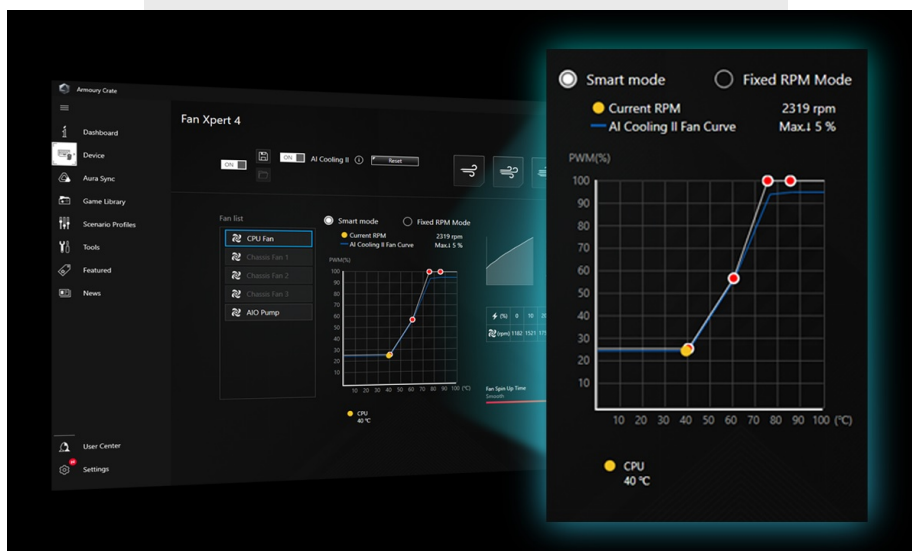 Armoury Crate
Dashboard
Device
Aura Sync
Game Library
Scenario Profiles
Tools
Featured
News
User Center
Settings
Fan Xpert 4
ON
ON AI Cooling II
Reset
Fan list
CPU Fan
Chassis Fan 1
Chassis Fan 2
Chassis Fan 3
AIO Pump
Smart mode Fixed RPM Mode
Current RPM 2319 rpm
AI Cooling II Fan Curve Max.↓ 5 %
PWM(%)
100
90
80
70
60
50
40
30
20
10
10 20 30 40 50 60 70 80 90 100 (°C)
CPU
40 °C
(%) 0 10
(rpm) 1182 1521
Fan Spin Up Time
Smooth
Smart mode Fixed RPM Mode
Current RPM 2319 rpm
AI Cooling II Fan Curve Max.↓ 5 %
PWM(%)
100
90
80
70
60
50
40
30
20
10
10 20 30 40 50 60 70 80 90 100 (°C)
CPU
40 °C